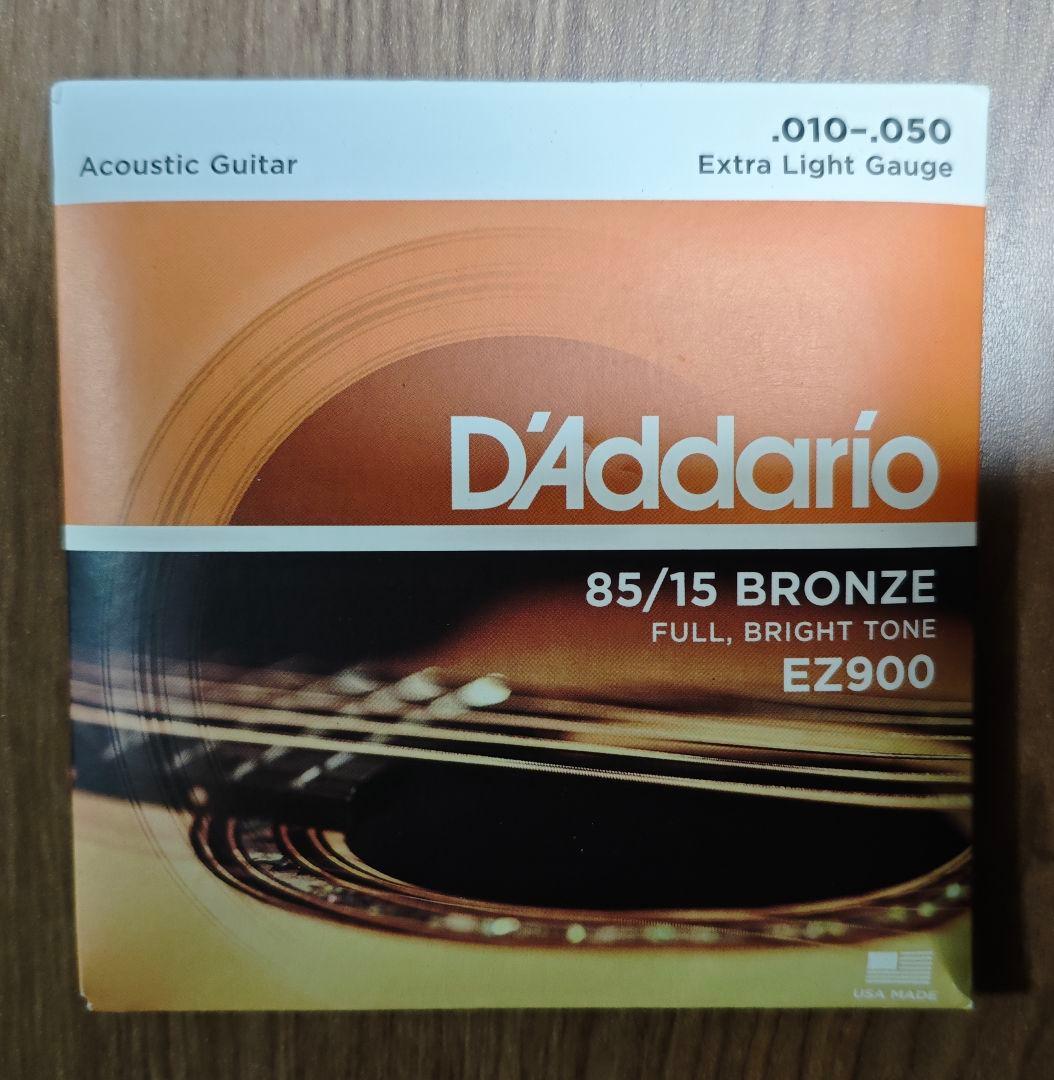 .010–.050
Acoustic Guitar
Extra Light Gauge
D'Addario
85/15 BRONZE
FULL, BRIGHT TONE
EZ900
USA MADE